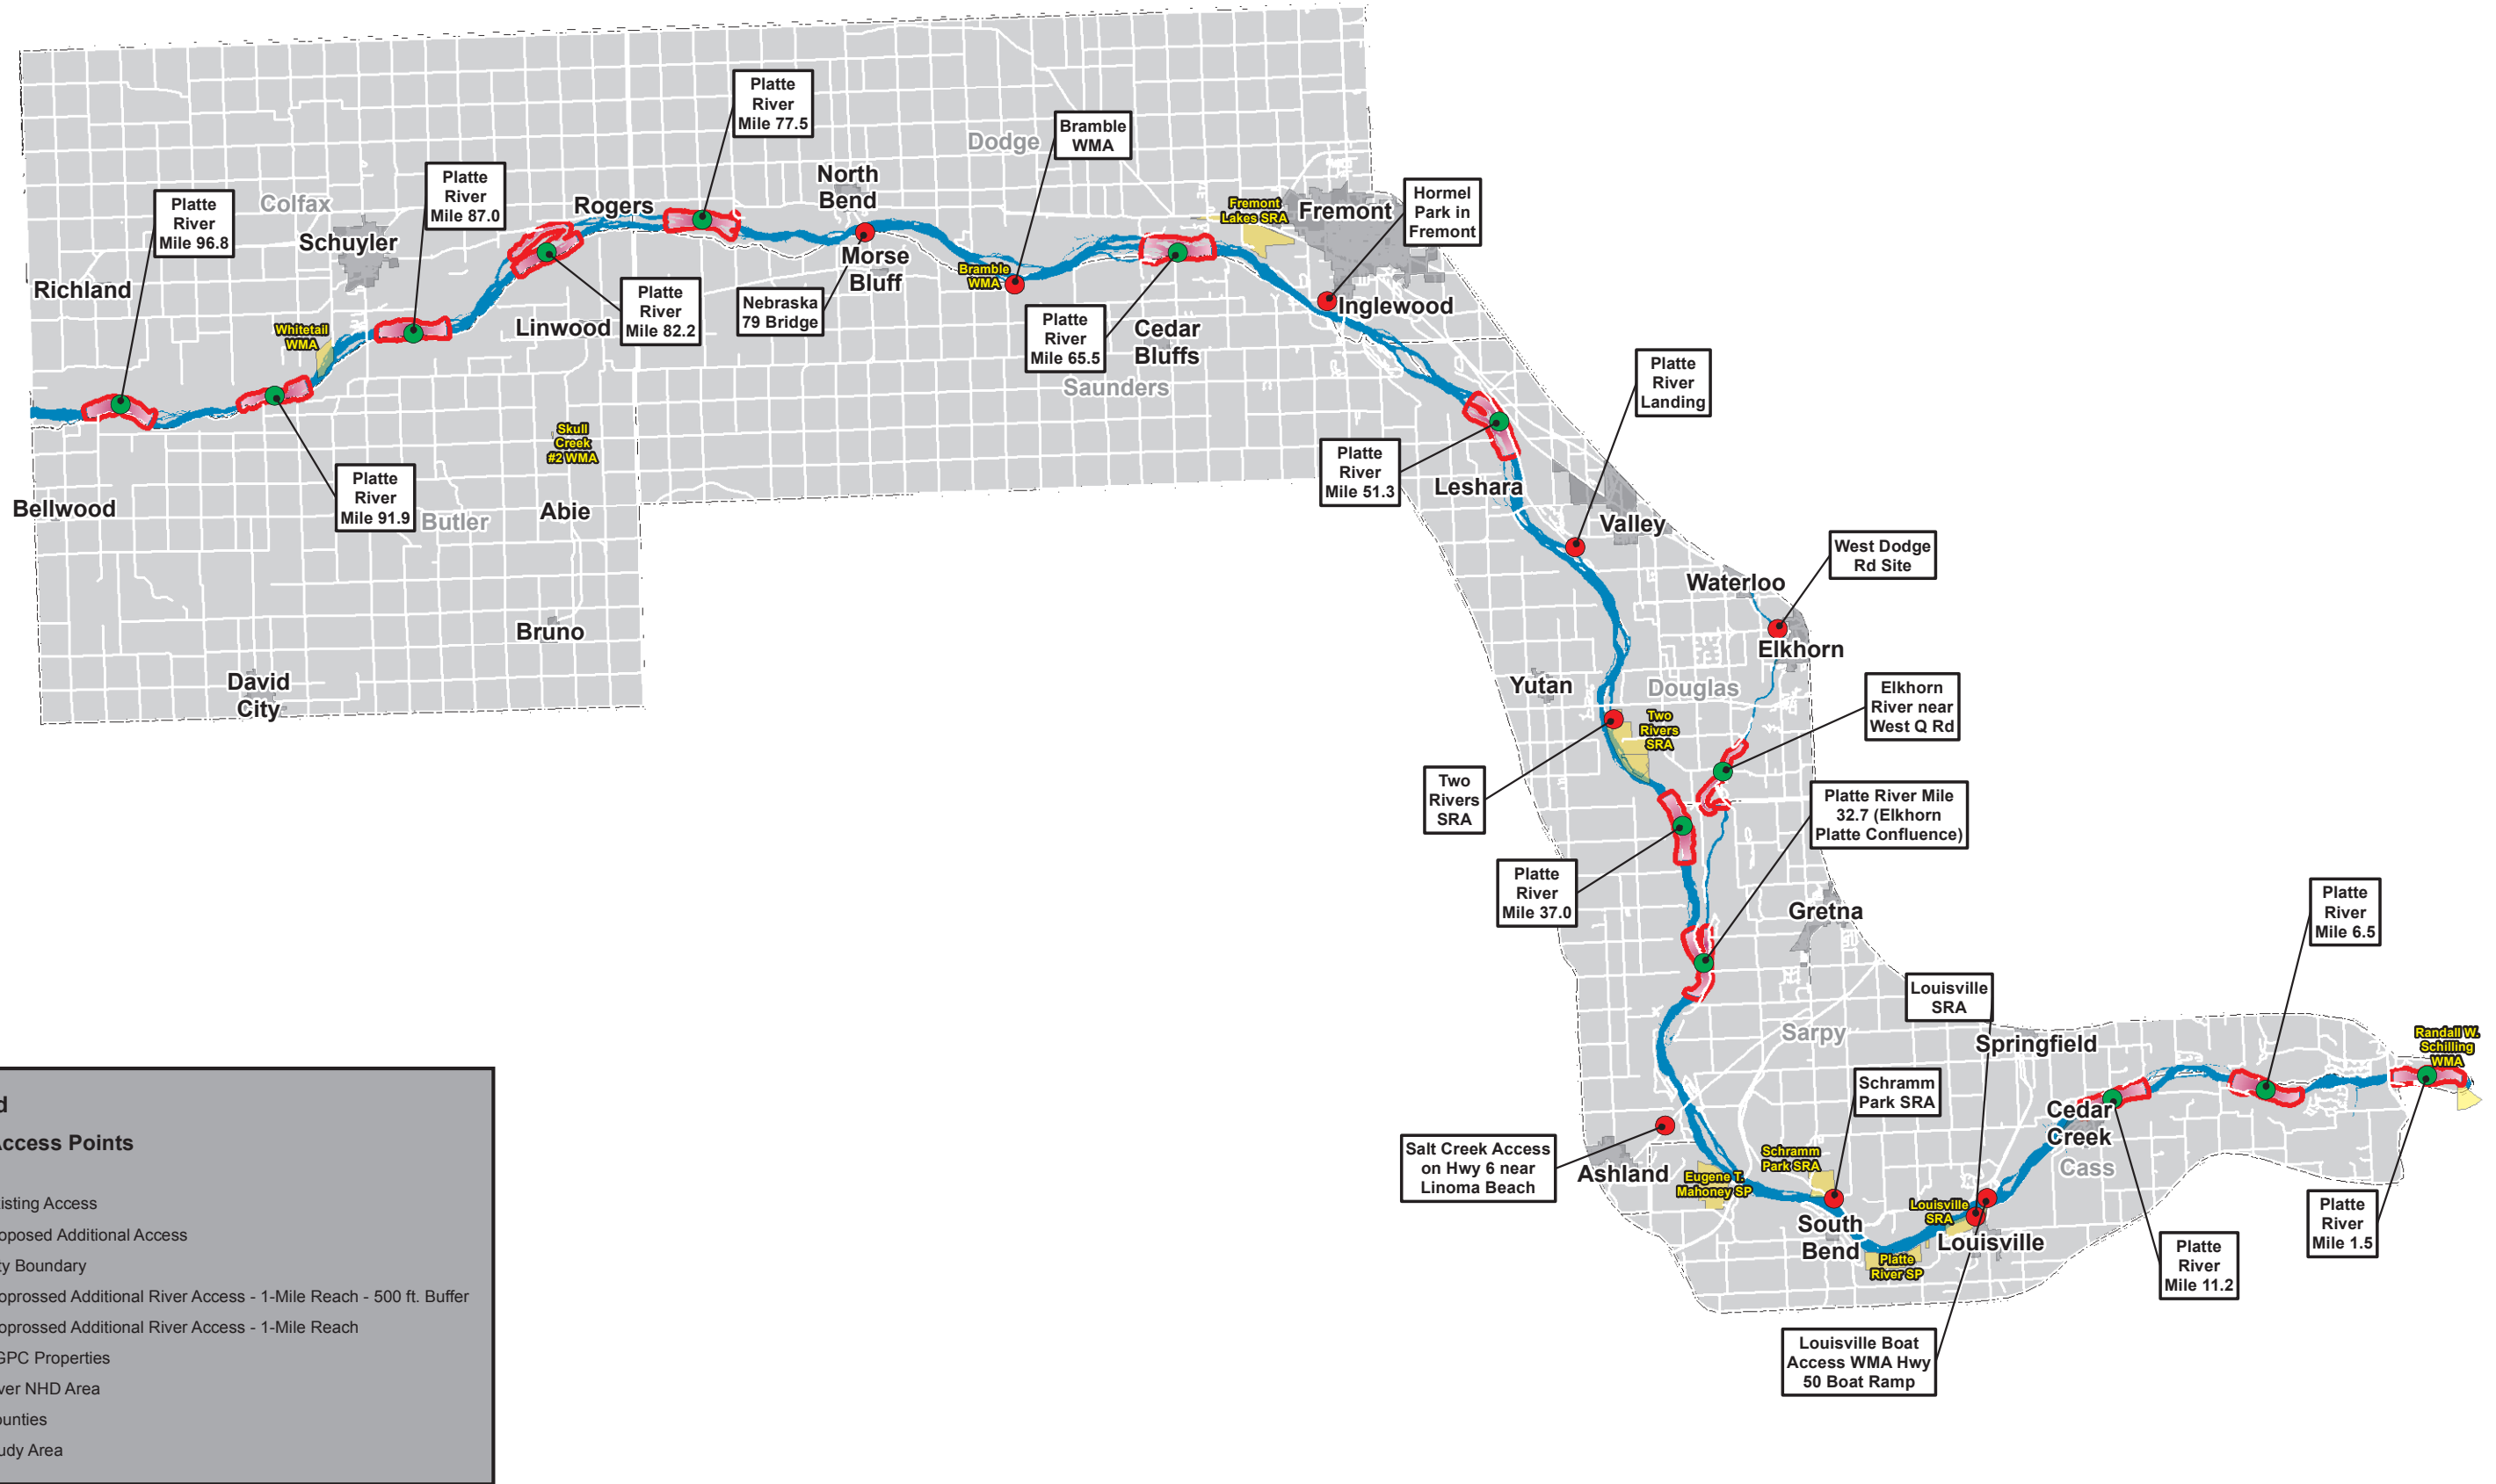 Platte
River
Mile 77.5
Bramble
WMA
Dodge
North
Bend
Platte
River
Mile 87.0
Platte
River
Mile 96.8
Colfax
Rogers
Schuyler
Hormel
Park in
Fremont
Fremont
Lakes SRA
Fremont
Richland
Morse
Bluff
Bramble
WMA
Platte
River
Mile 82.2
Nebraska
79 Bridge
Linwood
Whitetail
WMA
Platte
River
Mile 65.5
Cedar
Bluffs
Inglewood
Saunders
Platte
River
Landing
Skull
Creek
#2 WMA
Platte
River
Mile 51.3
Leshara
Platte
River
Mile 91.9
Bellwood
Butler
Abie
Valley
West Dodge
Rd Site
Waterloo
Bruno
Elkhorn
David
City
Yutan
Douglas
Elkhorn
River near
West Q Rd
Two
Rivers
SRA
Two
Rivers
SRA
Platte River Mile
32.7 (Elkhorn
Platte Confluence)
Platte
River
Mile 37.0
Gretna
Platte
River
Mile 6.5
Louisville
SRA
Sarpy
Springfield
Randall W.
Schilling
WMA
Schramm
Park SRA
Cedar
Creek
Cass
Salt Creek Access
on Hwy 6 near
Linoma Beach
Ashland
Eugene T.
Mahoney SP
Schramm
Park SRA
South
Bend
Louisville
SRA
Louisville
Platte
River SP
Platte
River
Mile 11.2
Platte
River
Mile 1.5
Louisville Boat
Access WMA Hwy
50 Boat Ramp
d
Access Points
isting Access
oposed Additional Access
ty Boundary
oprossed Additional River Access - 1-Mile Reach - 500 ft. Buffer
oprossed Additional River Access - 1-Mile Reach
GPC Properties
ver NHD Area
ounties
udy Area